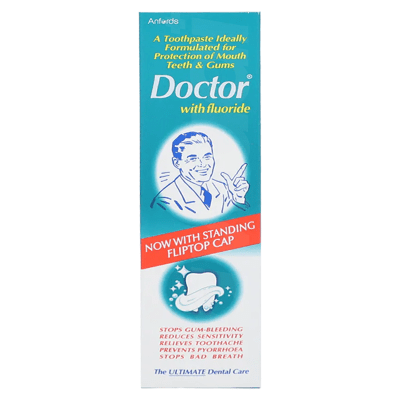 Anfords
A Toothpaste Ideally
Formulated for
Protection of Mouth
Teeth & Gums
Doctor®
with fluoride
NOW WITH STANDING
FLIPTOP CAP
STOPS GUM-BLEEDING
REDUCES SENSITIVITY
RELIEVES TOOTHACHE
PREVENTS PYORRHOEA
STOPS BAD BREATH
The ULTIMATE Dental Care